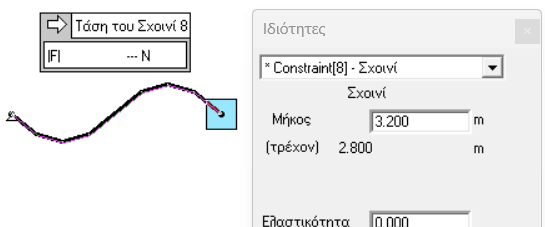 Τάση του Σχοινί 8
|F| --- N
Ιδιότητες
* Constraint[8] - Σχοινί
Σχοινί
Μήκος 3.200 m
(τρέχον) 2.800 m
Ελαστικότητα 0.000